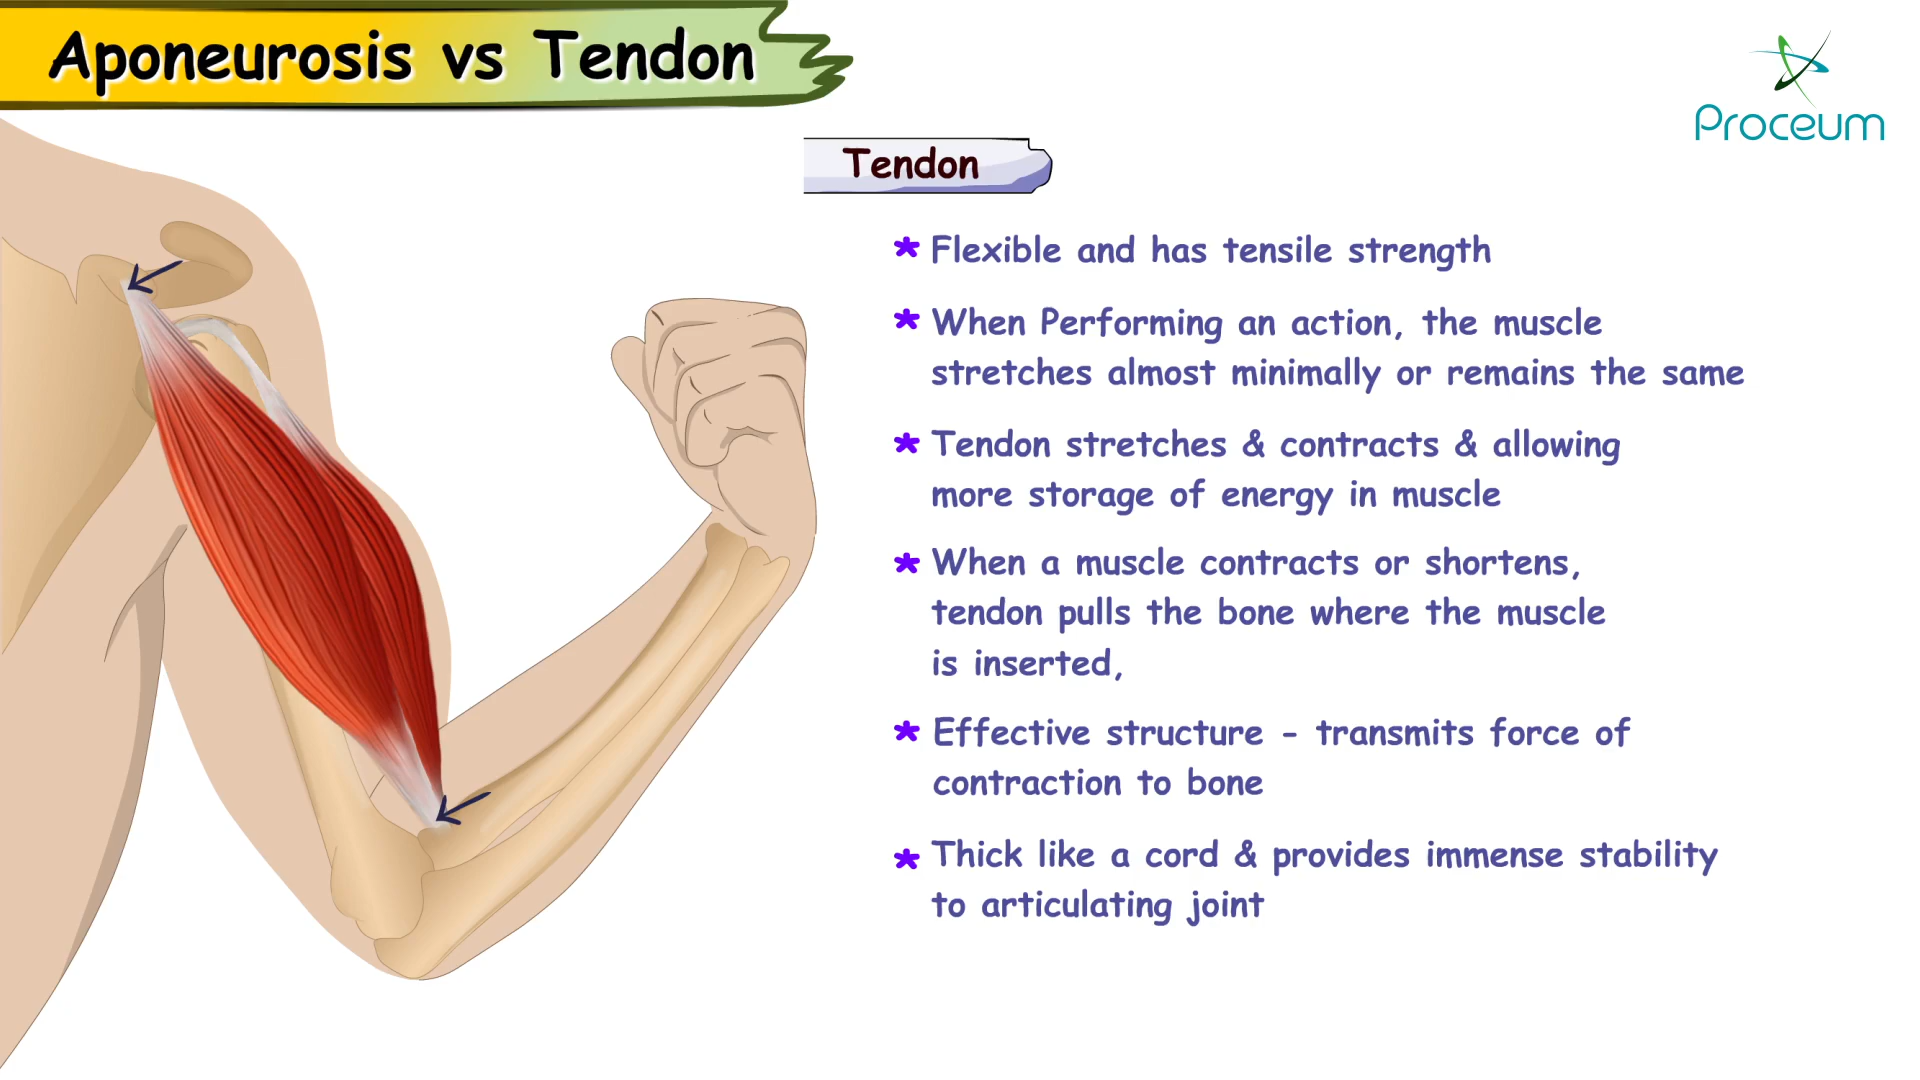 Aponeurosis vs Tendon
Proceum
Tendon
* Flexible and has tensile strength
* When Performing an action, the muscle
stretches almost minimally or remains the same
* Tendon stretches & contracts & allowing
more storage of energy in muscle
* When a muscle contracts or shortens,
tendon pulls the bone where the muscle
is inserted,
* Effective structure - transmits force of
contraction to bone
* Thick like a cord & provides immense stability
to articulating joint